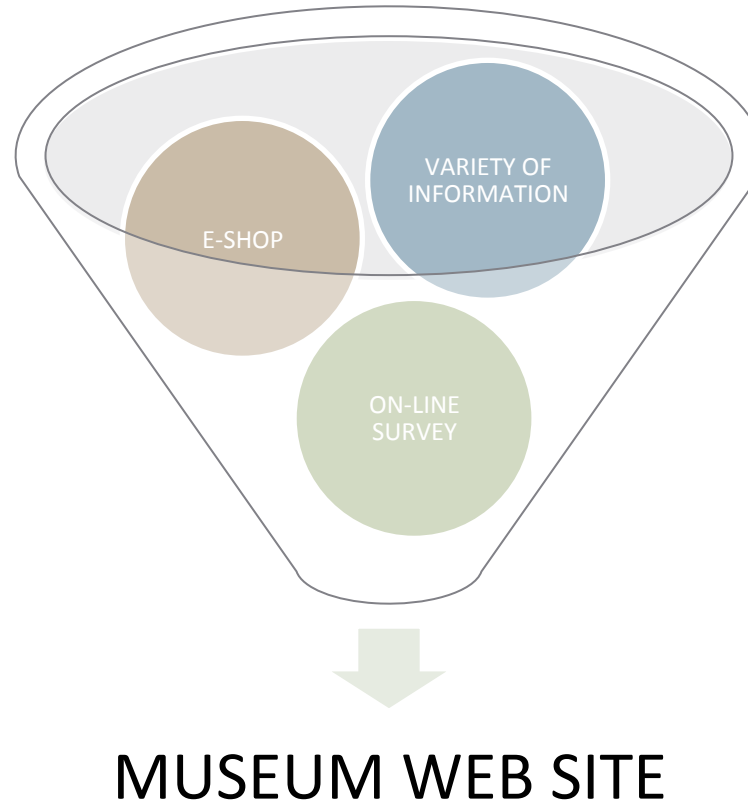 VARIETY OF
INFORMATION
E-SHOP
ON-LINE
SURVEY
MUSEUM WEB SITE